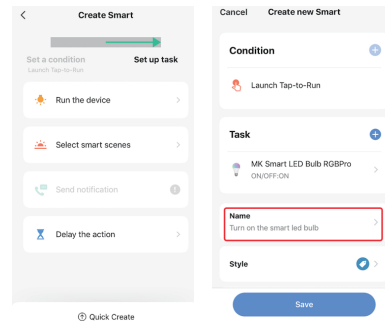 Create Smart
Set a condition
Set up task
Launch Tap-to-Run
Run the device
Select smart scenes
Send notification
Delay the action
Quick Create
Cancel
Create new Smart
Condition
Launch Tap-to-Run
Task
MK Smart LED Bulb RGBPro
ON/OFF:ON
Name
Turn on the smart led bulb
Style
Save